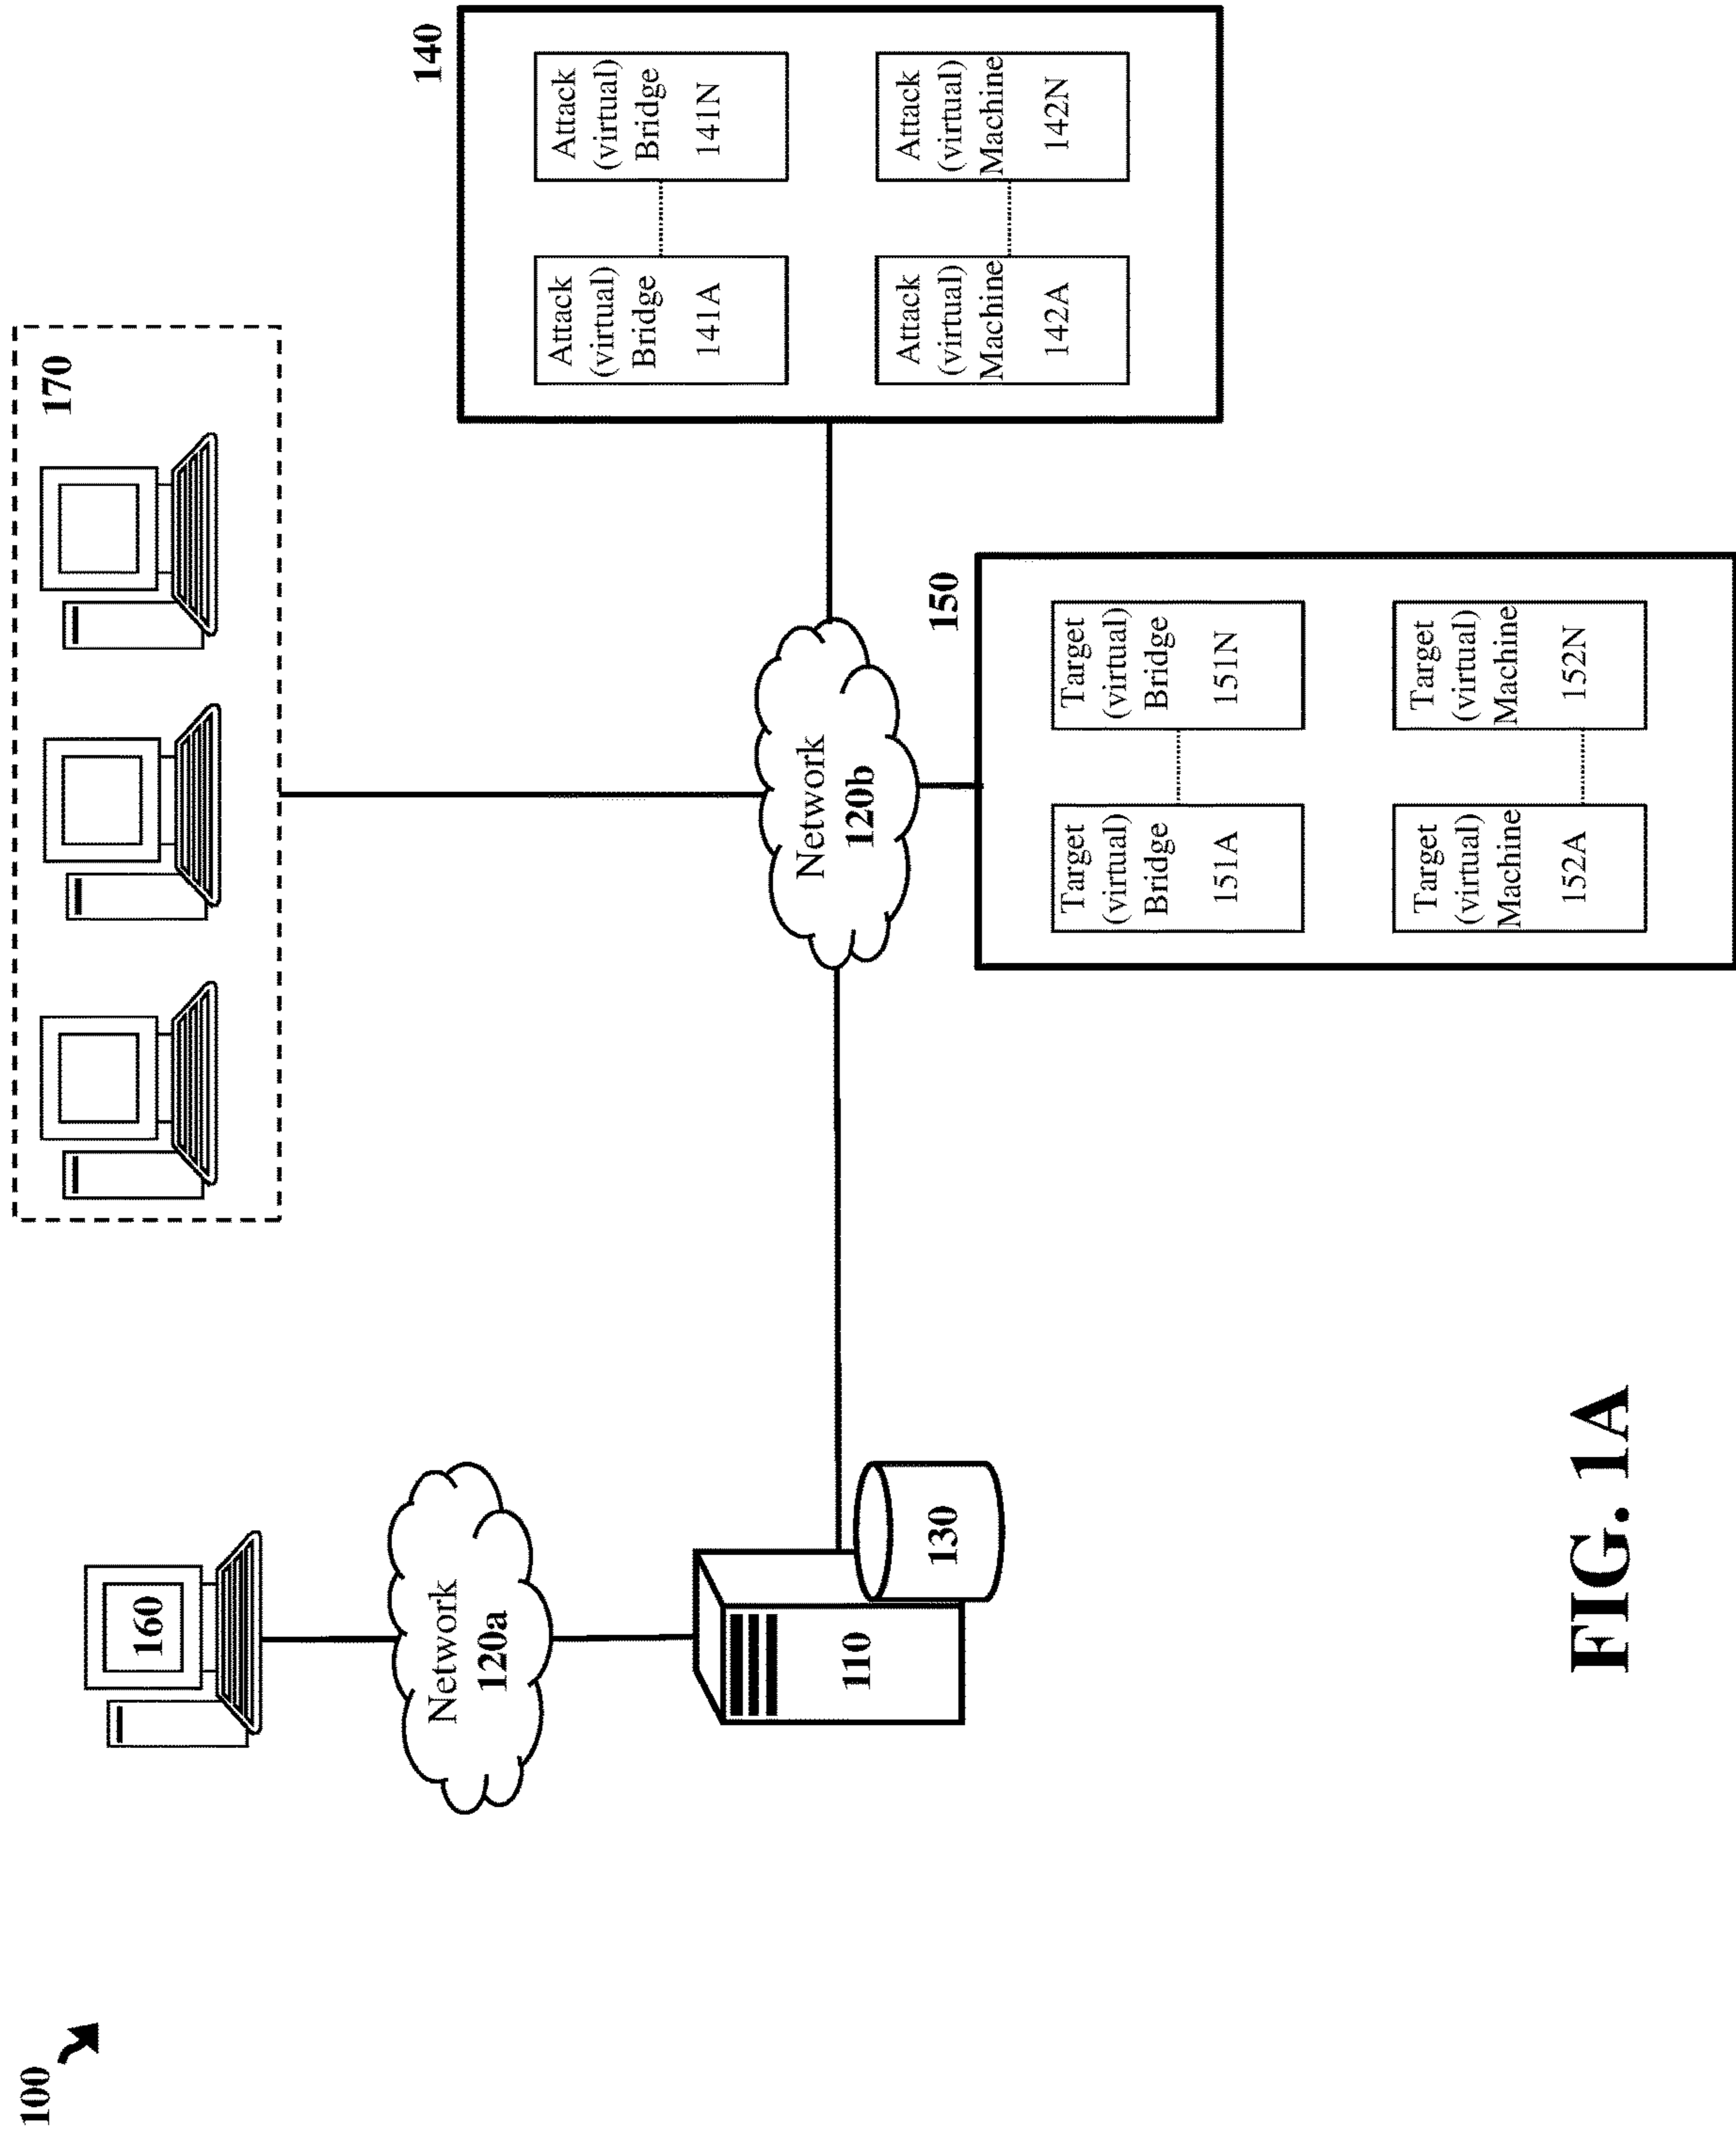 100
160
Network
120a
110
130
170
Network
120b
140
Attack
(virtual)
Bridge
141A
Attack
(virtual)
Bridge
141N
Attack
(virtual)
Machine
142A
Attack
(virtual)
Machine
142N
150
Target
(virtual)
Bridge
151A
Target
(virtual)
Bridge
151N
Target
(virtual)
Machine
152A
Target
(virtual)
Machine
152N
FIG. 1A